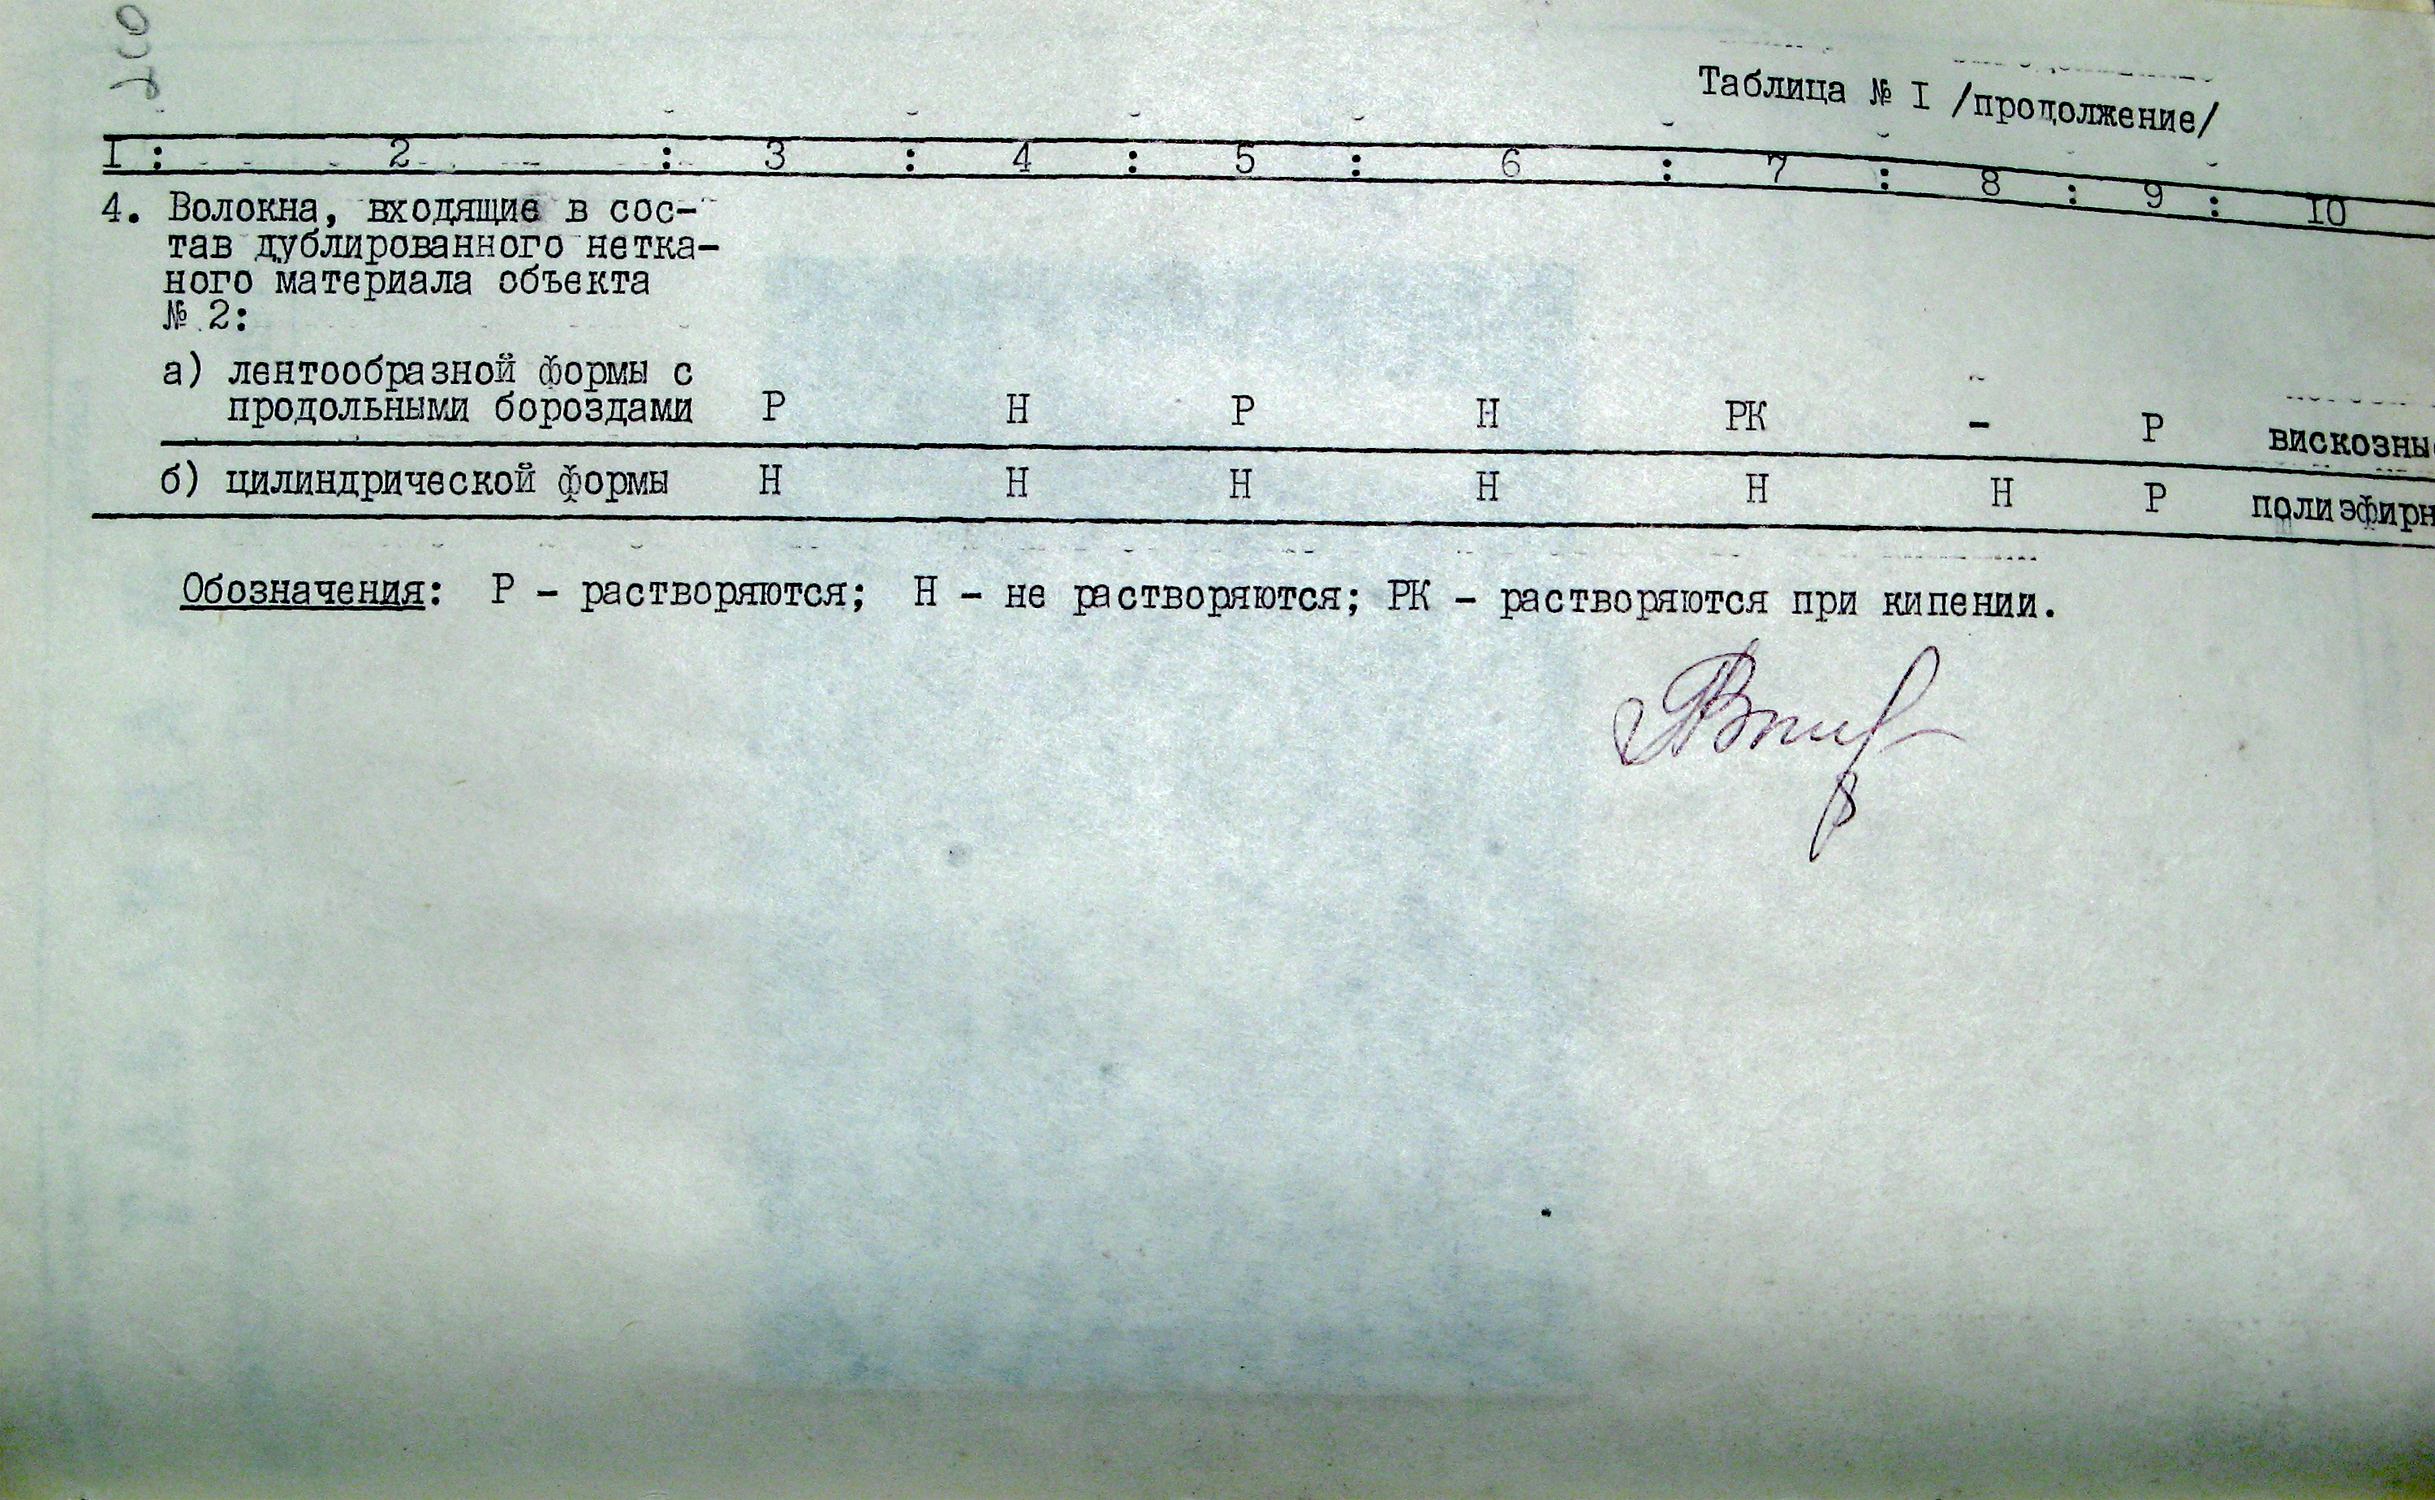 Таблица № I /продолжение/
I : 2 : 3 : 4 : 5 : 6 : 7 : 8 : 9 : 10
4. Волокна, входящие в сос-
тав дублированного нетка-
ного материала объекта
№ 2:
а) лентообразной формы с
продольными бороздами Р Н Р Н РК - Р вискозны
б) цилиндрической формы Н Н Н Н Н Н Р полиэфирн
Обозначения: Р - растворяются; Н - не растворяются; РК - растворяются при кипении.